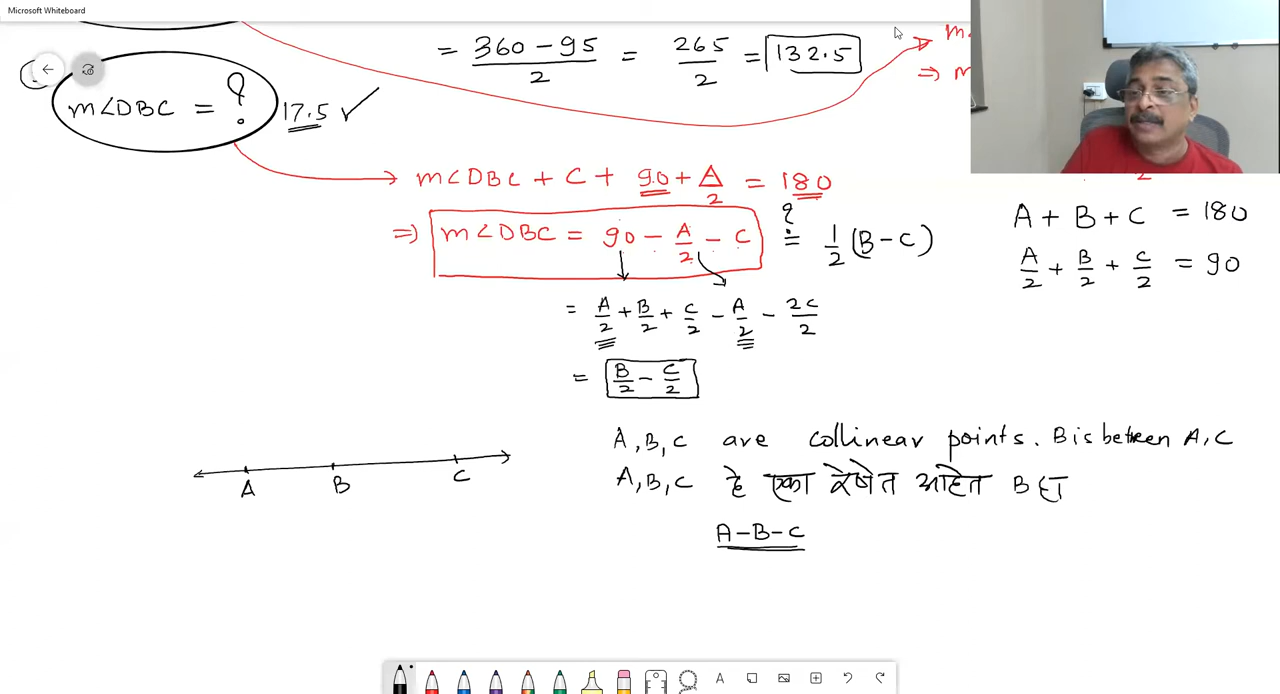 Microsoft Whiteboard
= 360 - 95 / 2 = 265 / 2 = 132.5
m∠DBC = ? 17.5 ✓
m∠DBC + C + 90 + A/2 = 180
⇒ m∠DBC = 90 - A/2 - C ?= 1/2 (B - C)
= A/2 + B/2 + C/2 - A/2 - 2C/2
= B/2 - C/2
A + B + C = 180
A/2 + B/2 + C/2 = 90
A B C
A, B, C are collinear points. B is between A, C
A, B, C हे एका रेषेत आहेत B हा
A - B - C